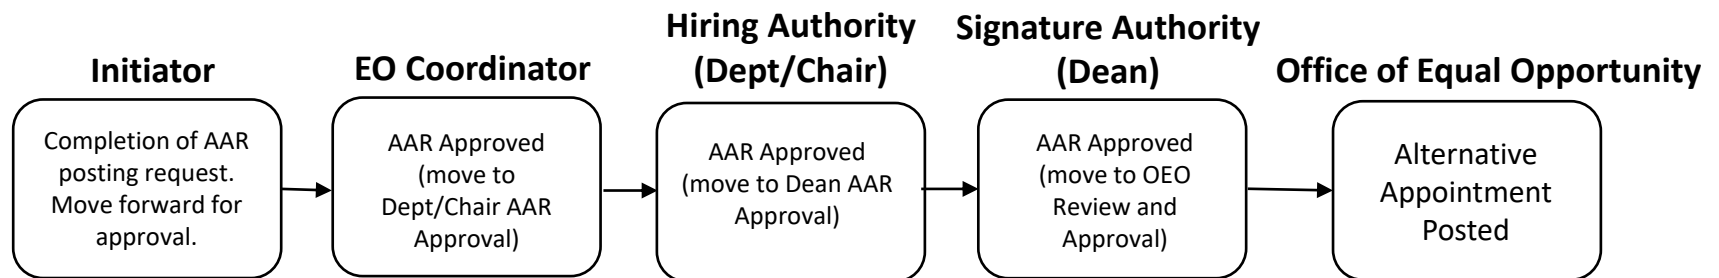 Initiator
Completion of AAR
posting request.
Move forward for
approval.
EO Coordinator
AAR Approved
(move to
Dept/Chair AAR
Approval)
Hiring Authority
(Dept/Chair)
AAR Approved
(move to Dean AAR
Approval)
Signature Authority
(Dean)
AAR Approved
(move to OEO
Review and
Approval)
Office of Equal Opportunity
Alternative
Appointment
Posted